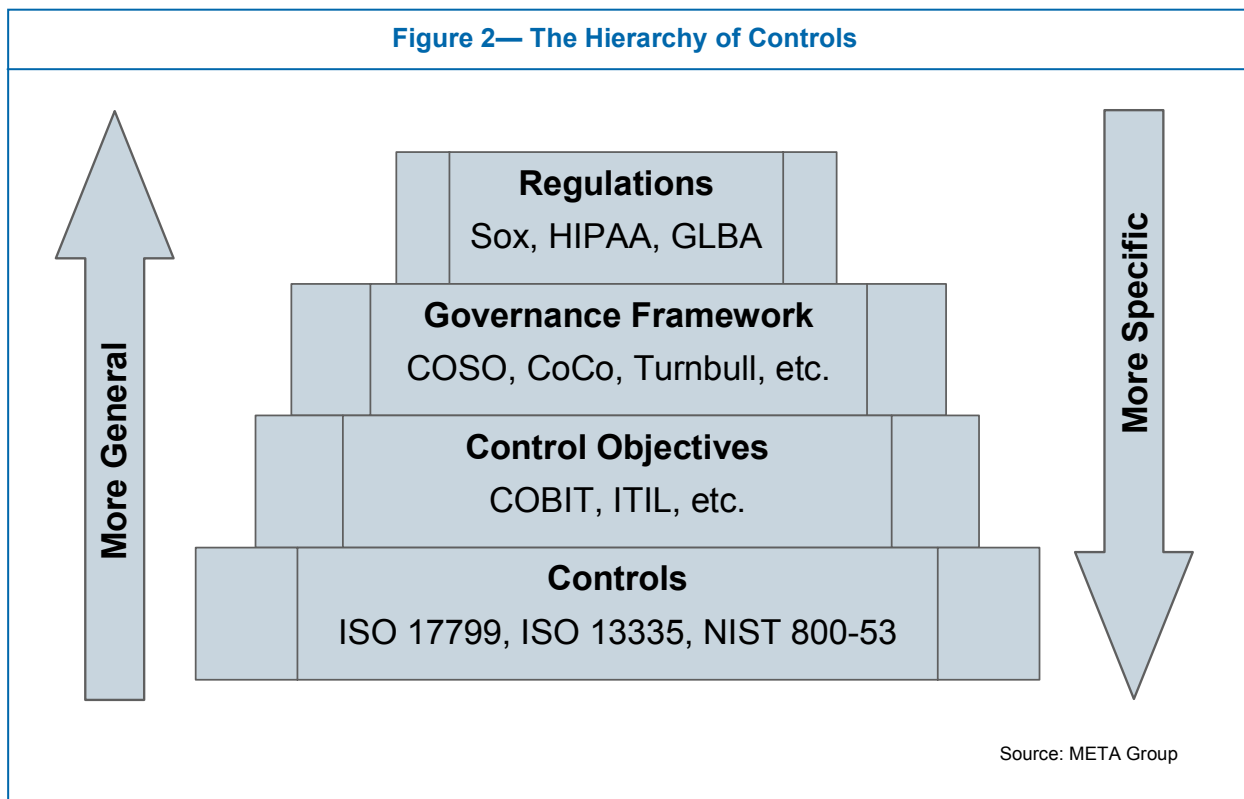 Figure 2— The Hierarchy of Controls
More General
Regulations
Sox, HIPAA, GLBA
Governance Framework
COSO, CoCo, Turnbull, etc.
Control Objectives
COBIT, ITIL, etc.
Controls
ISO 17799, ISO 13335, NIST 800-53
More Specific
Source: META Group